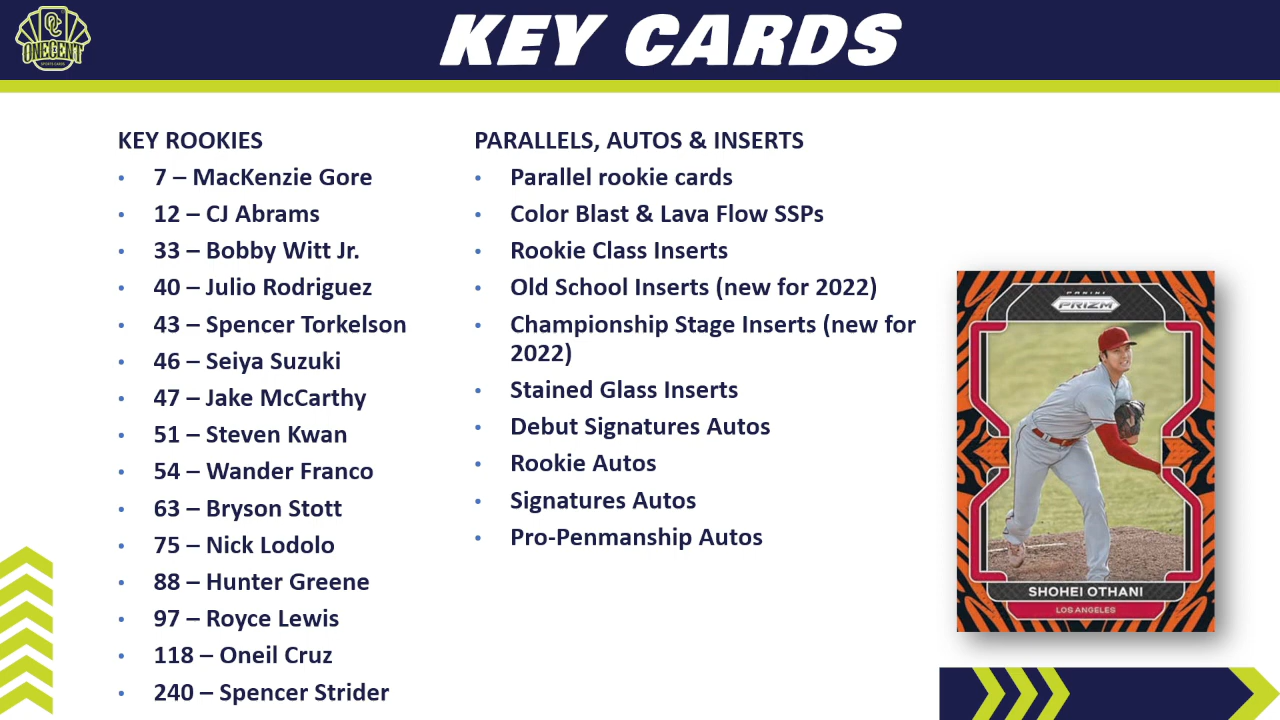 OC
ONEGENT
SPORTS CARDS
KEY CARDS
KEY ROOKIES
• 7 – MacKenzie Gore
• 12 – CJ Abrams
• 33 – Bobby Witt Jr.
• 40 – Julio Rodriguez
• 43 – Spencer Torkelson
• 46 – Seiya Suzuki
• 47 – Jake McCarthy
• 51 – Steven Kwan
• 54 – Wander Franco
• 63 – Bryson Stott
• 75 – Nick Lodolo
• 88 – Hunter Greene
• 97 – Royce Lewis
• 118 – Oneil Cruz
• 240 – Spencer Strider
PARALLELS, AUTOS & INSERTS
• Parallel rookie cards
• Color Blast & Lava Flow SSPs
• Rookie Class Inserts
• Old School Inserts (new for 2022)
• Championship Stage Inserts (new for
2022)
• Stained Glass Inserts
• Debut Signatures Autos
• Rookie Autos
• Signatures Autos
• Pro-Penmanship Autos
PANINI
PRIZM
SHOHEI OTHANI
LOS ANGELES